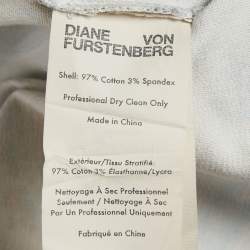 DIANE VON
FURSTENBERG
Shell: 97% Cotton 3% Spandex
Professional Dry Clean Only
Made in China
Extérieur/Tissu Stratifié:
97% Coton 3% Élasthanne/Lycra
Nettoyage À Sec Professionnel
Seulement / Nettoyage À Sec
Par Un Professionnel Uniquement
Fabriqué en Chine